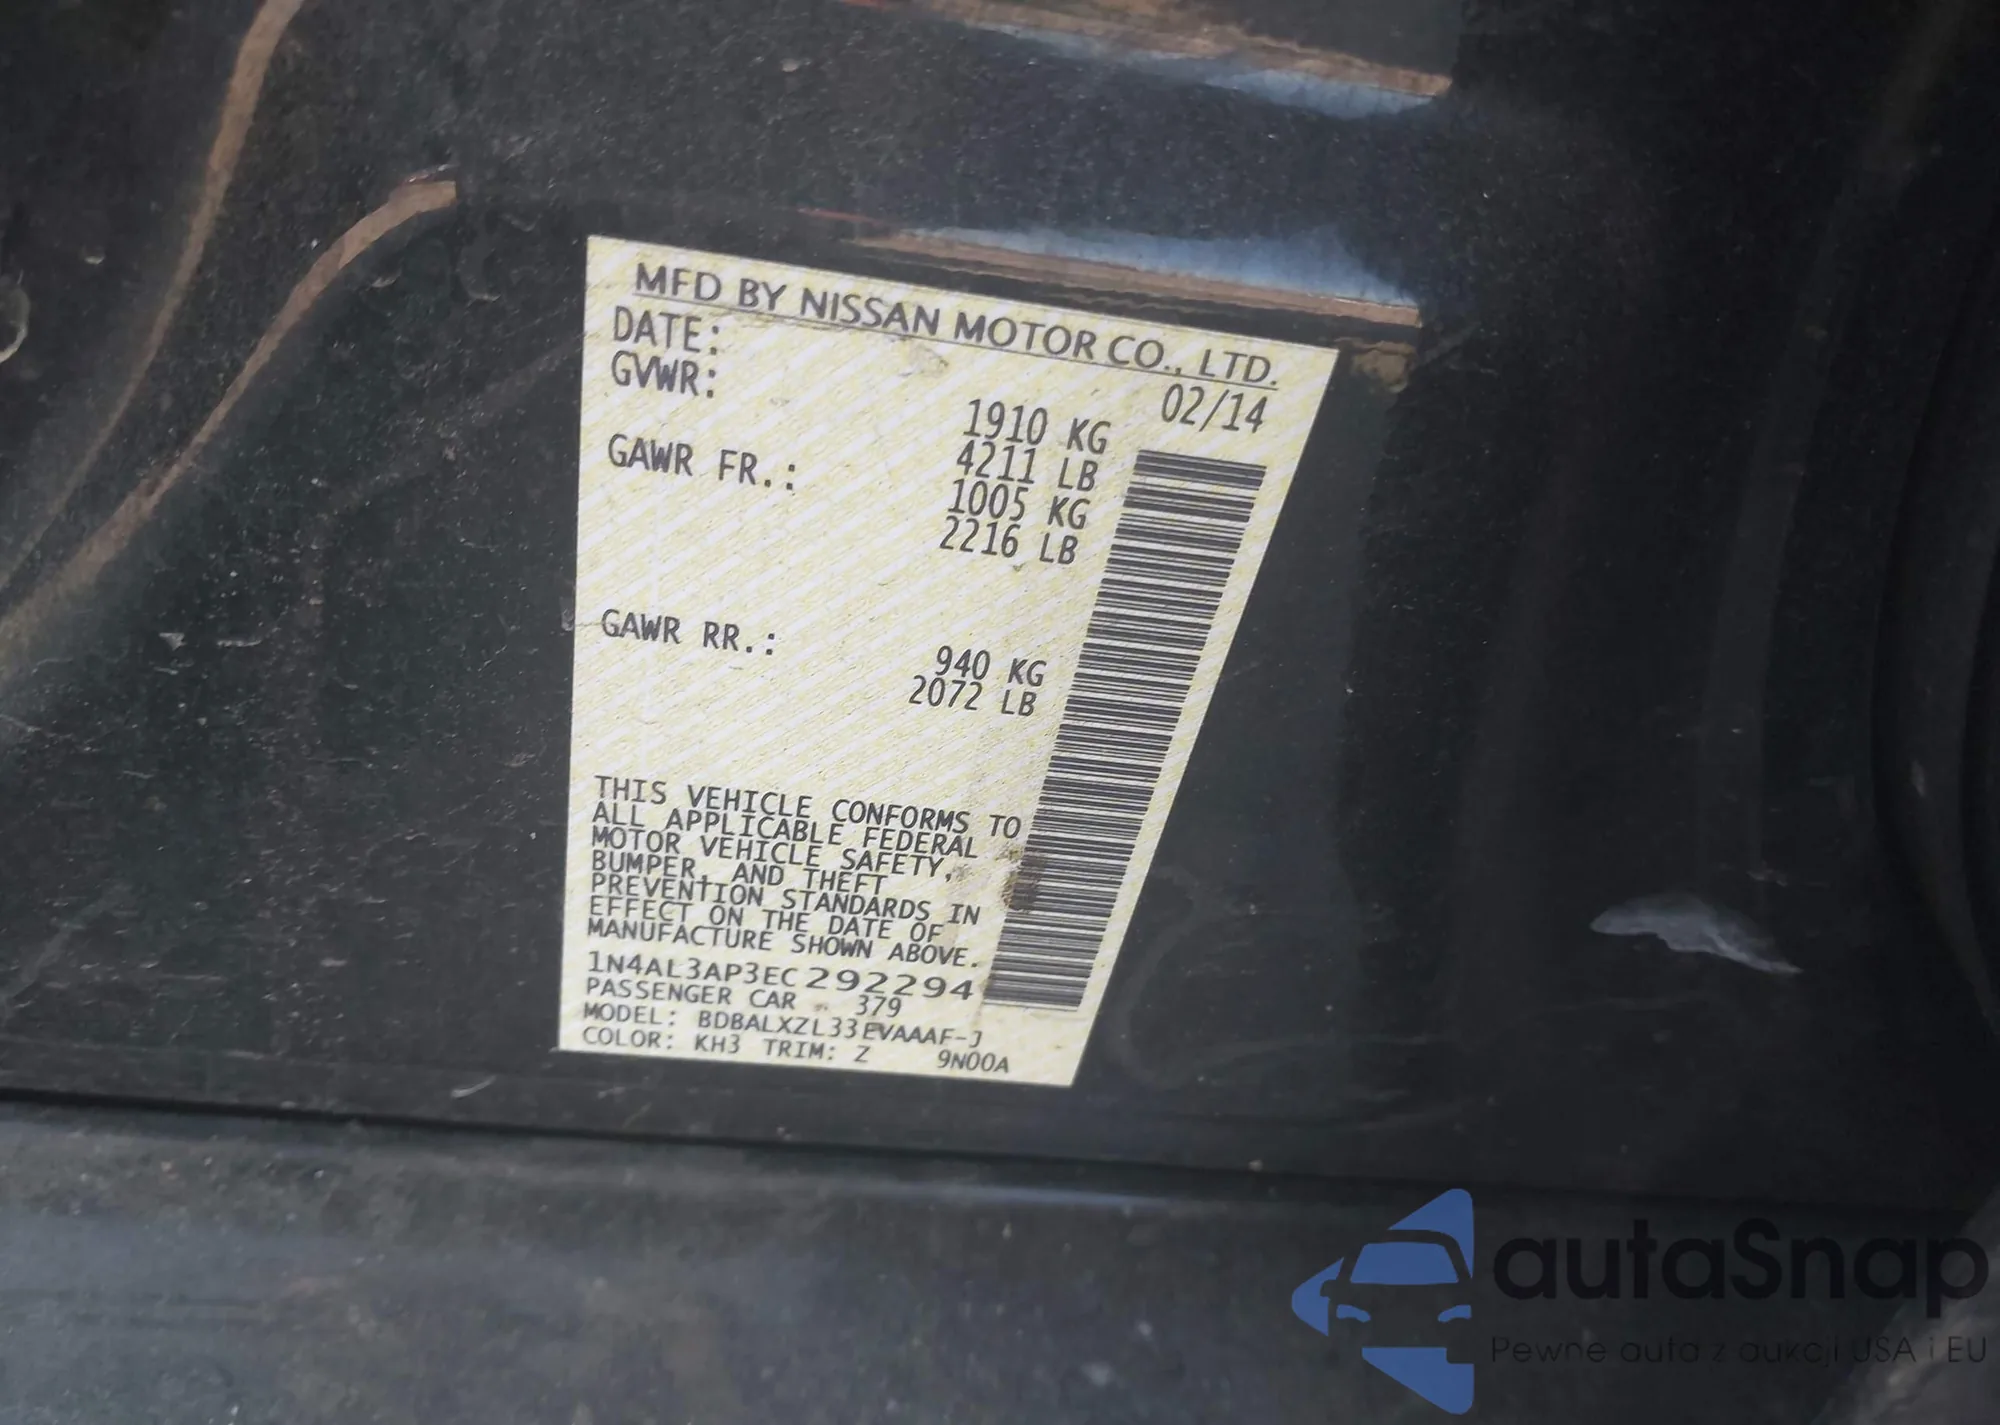 MFD BY NISSAN MOTOR CO., LTD.
DATE: 02/14
GVWR: 1910 KG
4211 LB
GAWR FR.: 1005 KG
2216 LB
GAWR RR.: 940 KG
2072 LB
THIS VEHICLE CONFORMS TO
ALL APPLICABLE FEDERAL
MOTOR VEHICLE SAFETY,
BUMPER, AND THEFT
PREVENTION STANDARDS IN
EFFECT ON THE DATE OF
MANUFACTURE SHOWN ABOVE.
1N4AL3AP3EC292294
PASSENGER CAR 379
MODEL: BDBALXZL33EVAAAF-J
COLOR: KH3 TRIM: Z 9N00A
autaSnap
Pewne auta z aukcji USA i EU